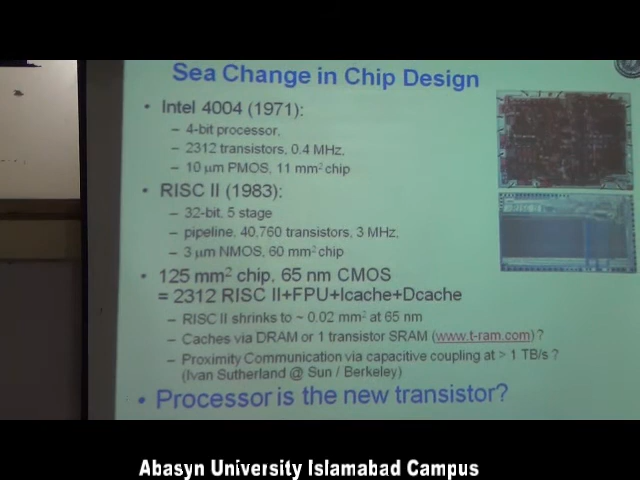 Sea Change in Chip Design
• Intel 4004 (1971):
– 4-bit processor,
– 2312 transistors, 0.4 MHz,
– 10 μm PMOS, 11 mm² chip
• RISC II (1983):
– 32-bit, 5 stage
– pipeline, 40,760 transistors, 3 MHz,
– 3 μm NMOS, 60 mm² chip
• 125 mm² chip, 65 nm CMOS
= 2312 RISC II+FPU+Icache+Dcache
– RISC II shrinks to ~ 0.02 mm² at 65 nm
– Caches via DRAM or 1 transistor SRAM (www.t-ram.com) ?
– Proximity Communication via capacitive coupling at > 1 TB/s ?
(Ivan Sutherland @ Sun / Berkeley)
• Processor is the new transistor?
Abasyn University Islamabad Campus